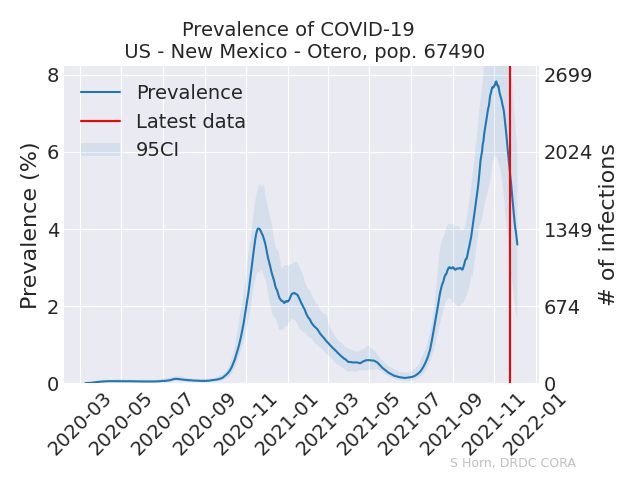 Prevalence of COVID-19
US - New Mexico - Otero, pop. 67490
Prevalence (%)
8
6
4
2
0
Prevalence
Latest data
95CI
2699
2024
1349
674
0
# of infections
2020-03
2020-05
2020-07
2020-09
2020-11
2021-01
2021-03
2021-05
2021-07
2021-09
2021-11
2022-01
S Horn, DRDC CORA